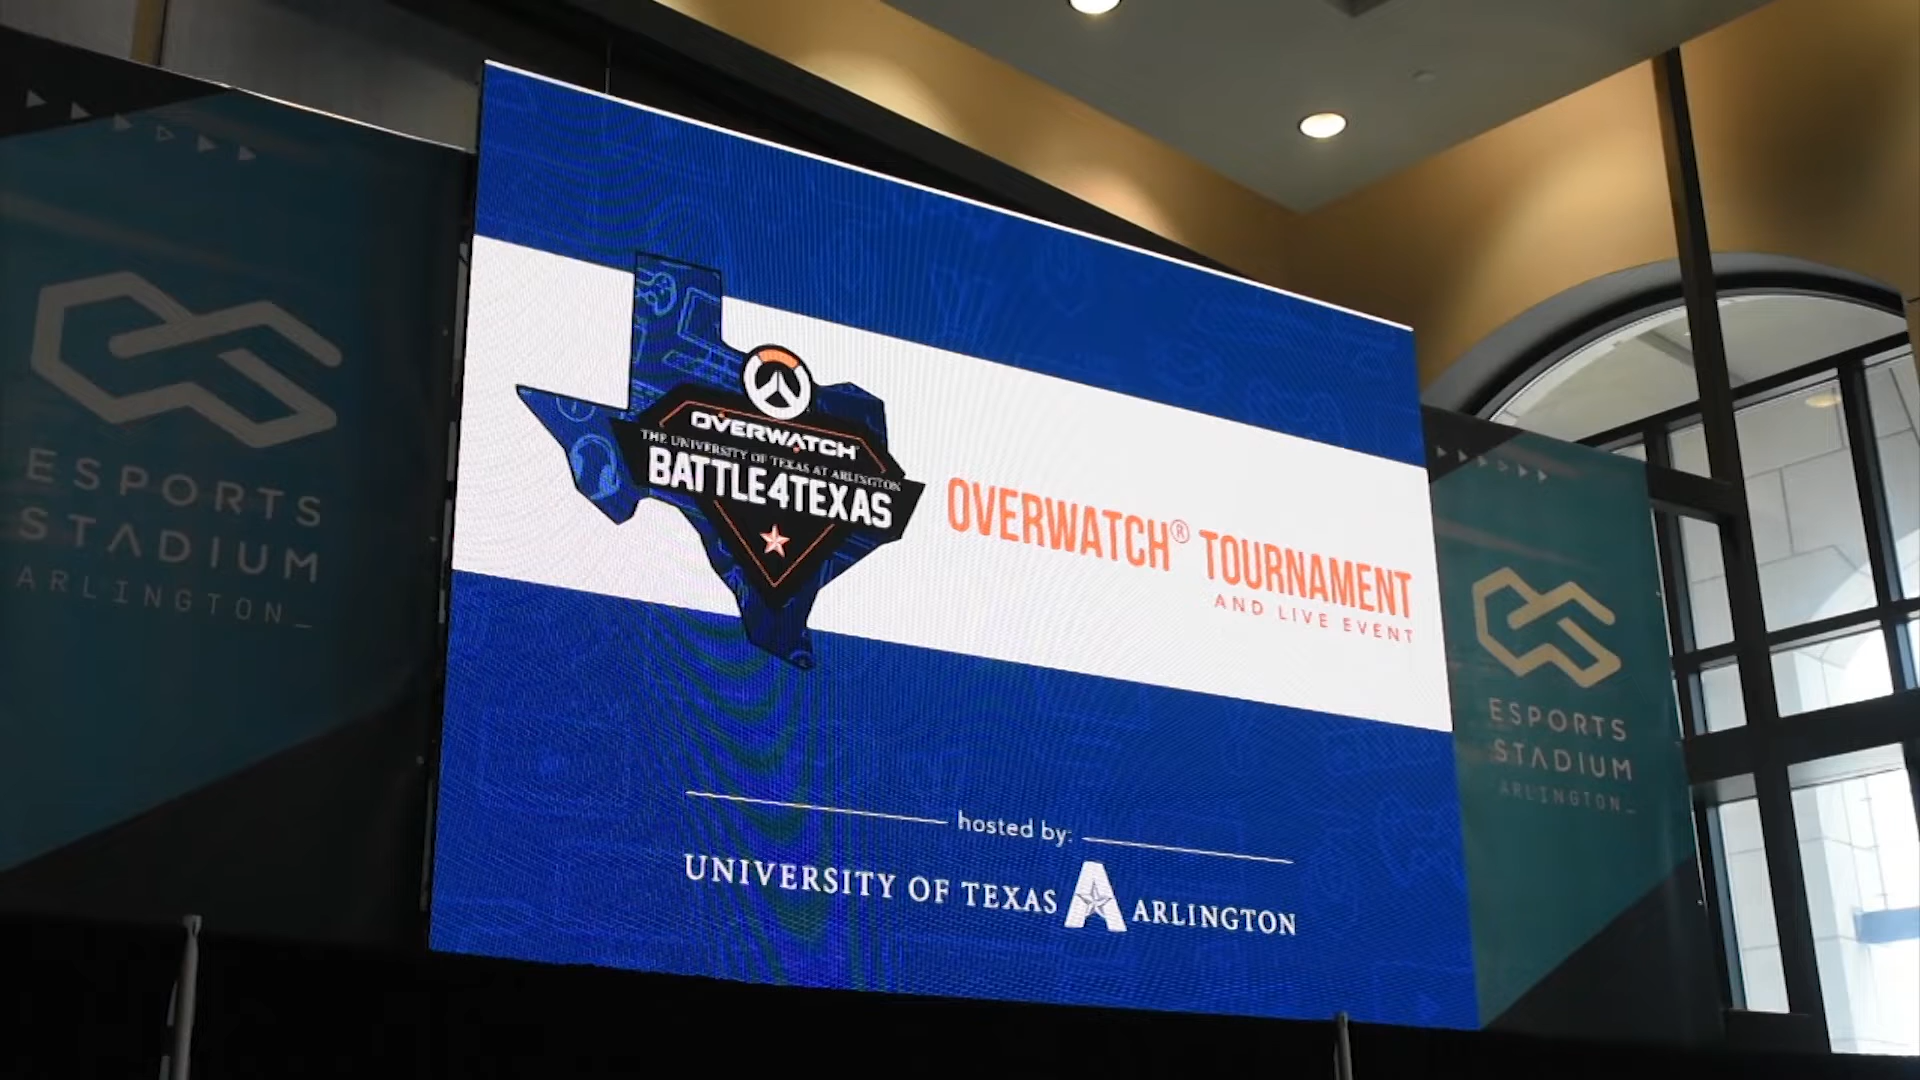 ESPORTS
STADIUM
ARLINGTON_
OVERWATCH
THE UNIVERSITY OF TEXAS AT ARLINGTON
BATTLE4TEXAS
OVERWATCH® TOURNAMENT
AND LIVE EVENT
hosted by:
UNIVERSITY OF TEXAS A ARLINGTON
ESPORTS
STADIUM
ARLINGTON_